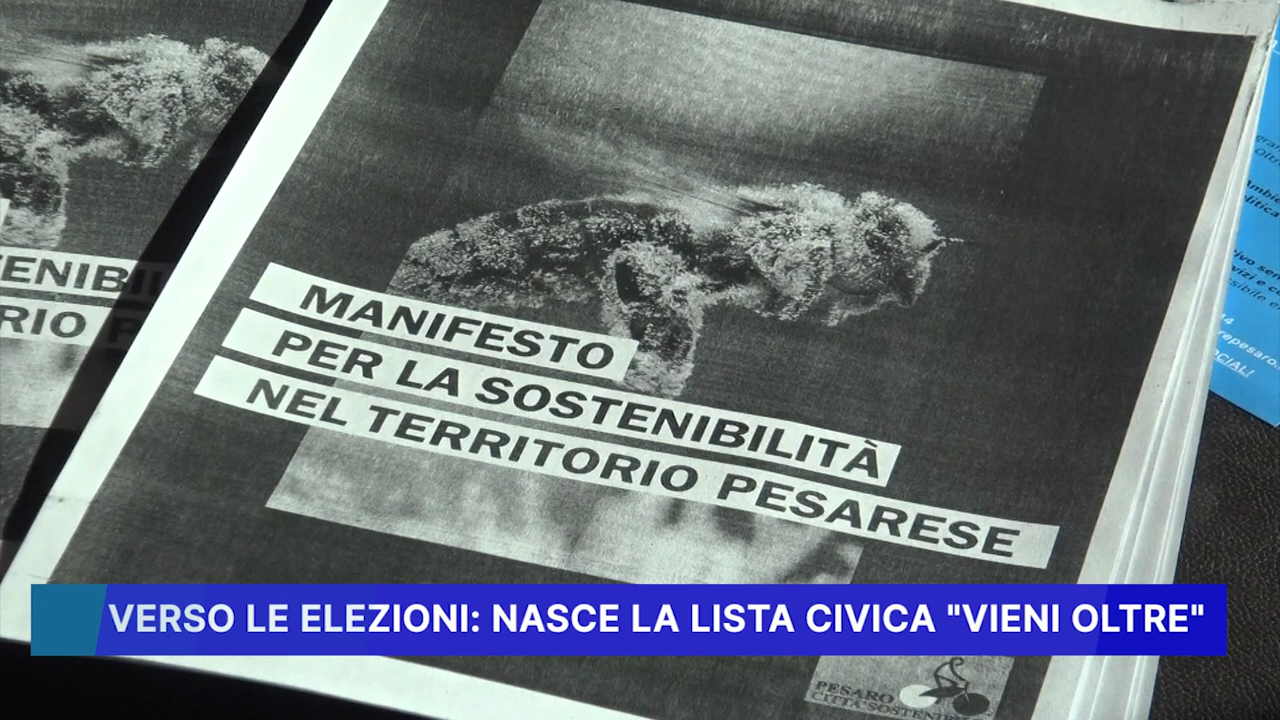 MANIFESTO
PER LA SOSTENIBILITÀ
NEL TERRITORIO PESARESE
VERSO LE ELEZIONI: NASCE LA LISTA CIVICA "VIENI OLTRE"
PESARO